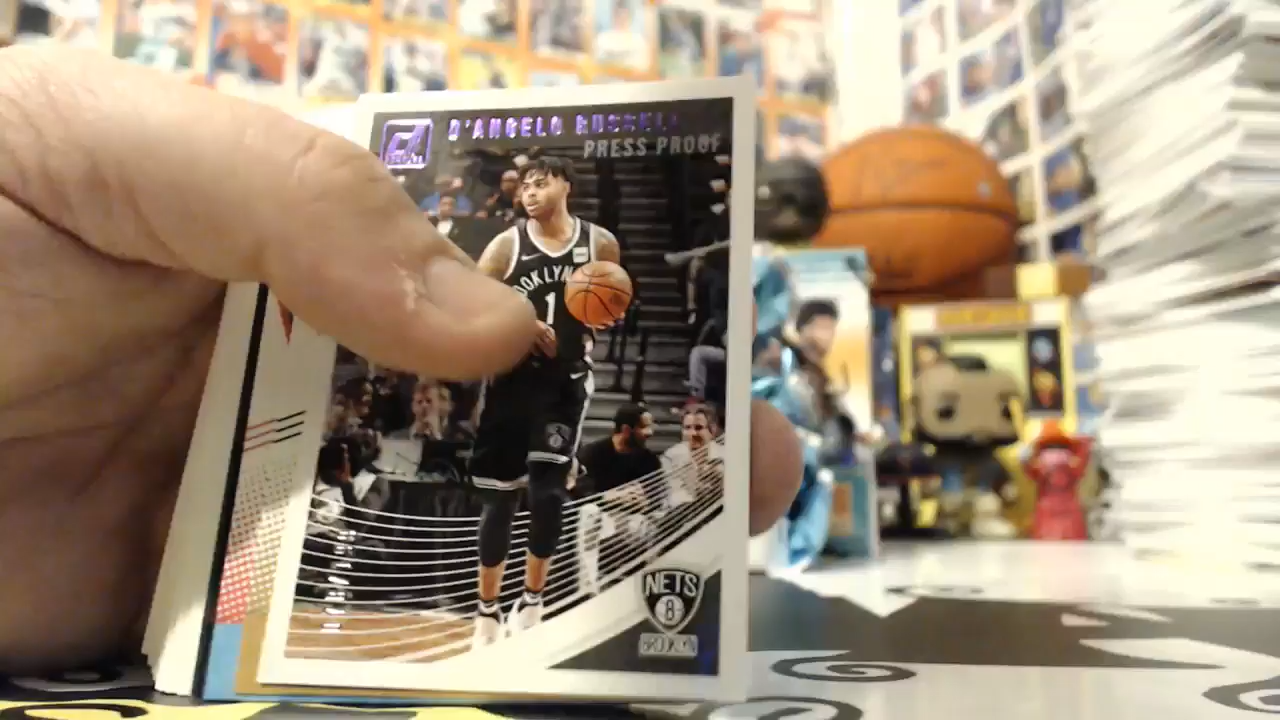 D'ANGELO RUSSELL
PRESS PROOF
BROOKLYN
1
NETS
B
BROOKLYN